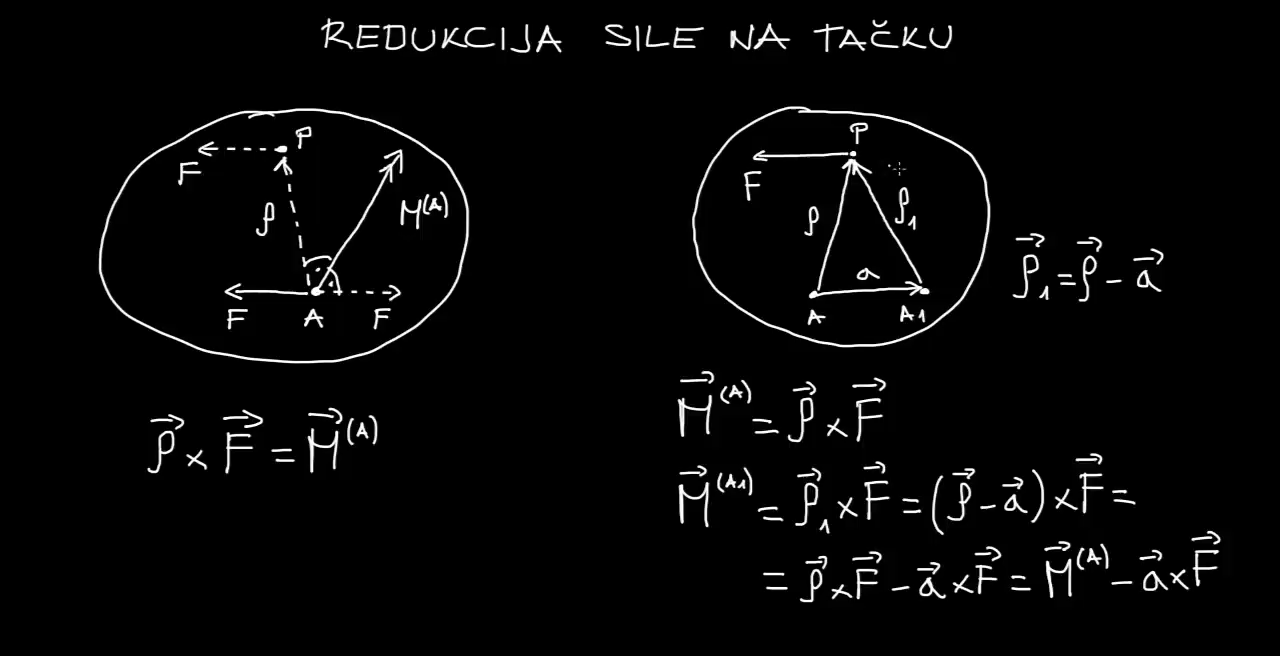 REDUKCIJA SILE NA TAČKU
P
F
ρ
M⁽ᴬ⁾
F
A
F
ρ⃗ × F⃗ = M⃗⁽ᴬ⁾
P
F
ρ
ρ₁
a
A
A1
ρ⃗₁ = ρ⃗ - a⃗
M⃗⁽ᴬ⁾ = ρ⃗ × F⃗
M⃗⁽ᴬ¹⁾ = ρ⃗₁ × F⃗ = (ρ⃗ - a⃗) × F⃗ =
= ρ⃗ × F⃗ - a⃗ × F⃗ = M⃗⁽ᴬ⁾ - a⃗ × F⃗